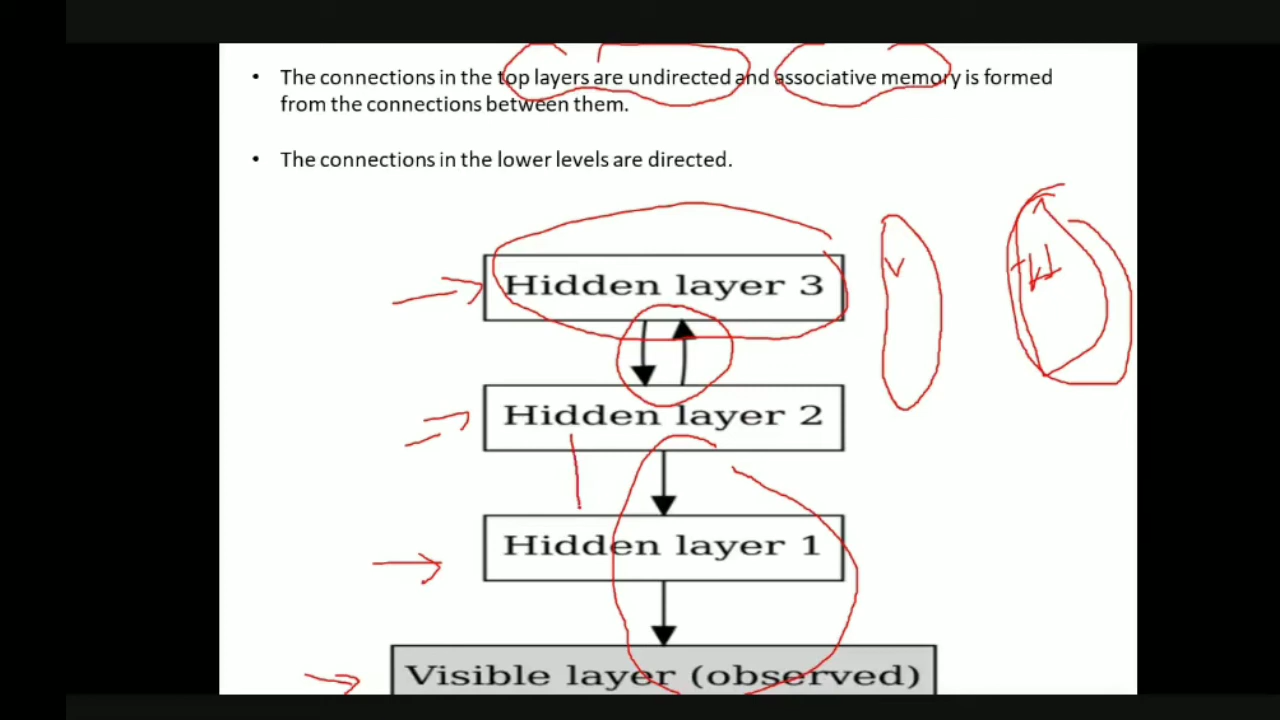 • The connections in the top layers are undirected and associative memory is formed
from the connections between them.
• The connections in the lower levels are directed.
Hidden layer 3
Hidden layer 2
Hidden layer 1
Visible layer (observed)